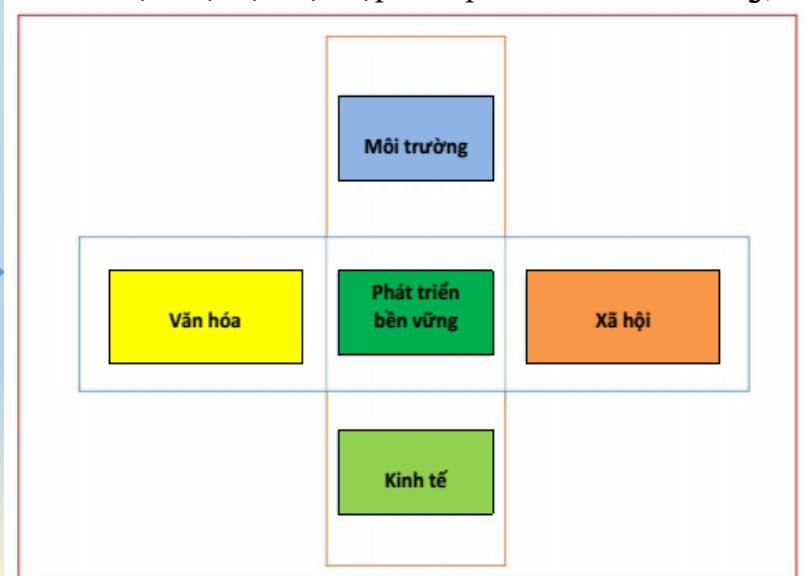 Môi trường
Văn hóa
Phát triển
bền vững
Xã hội
Kinh tế